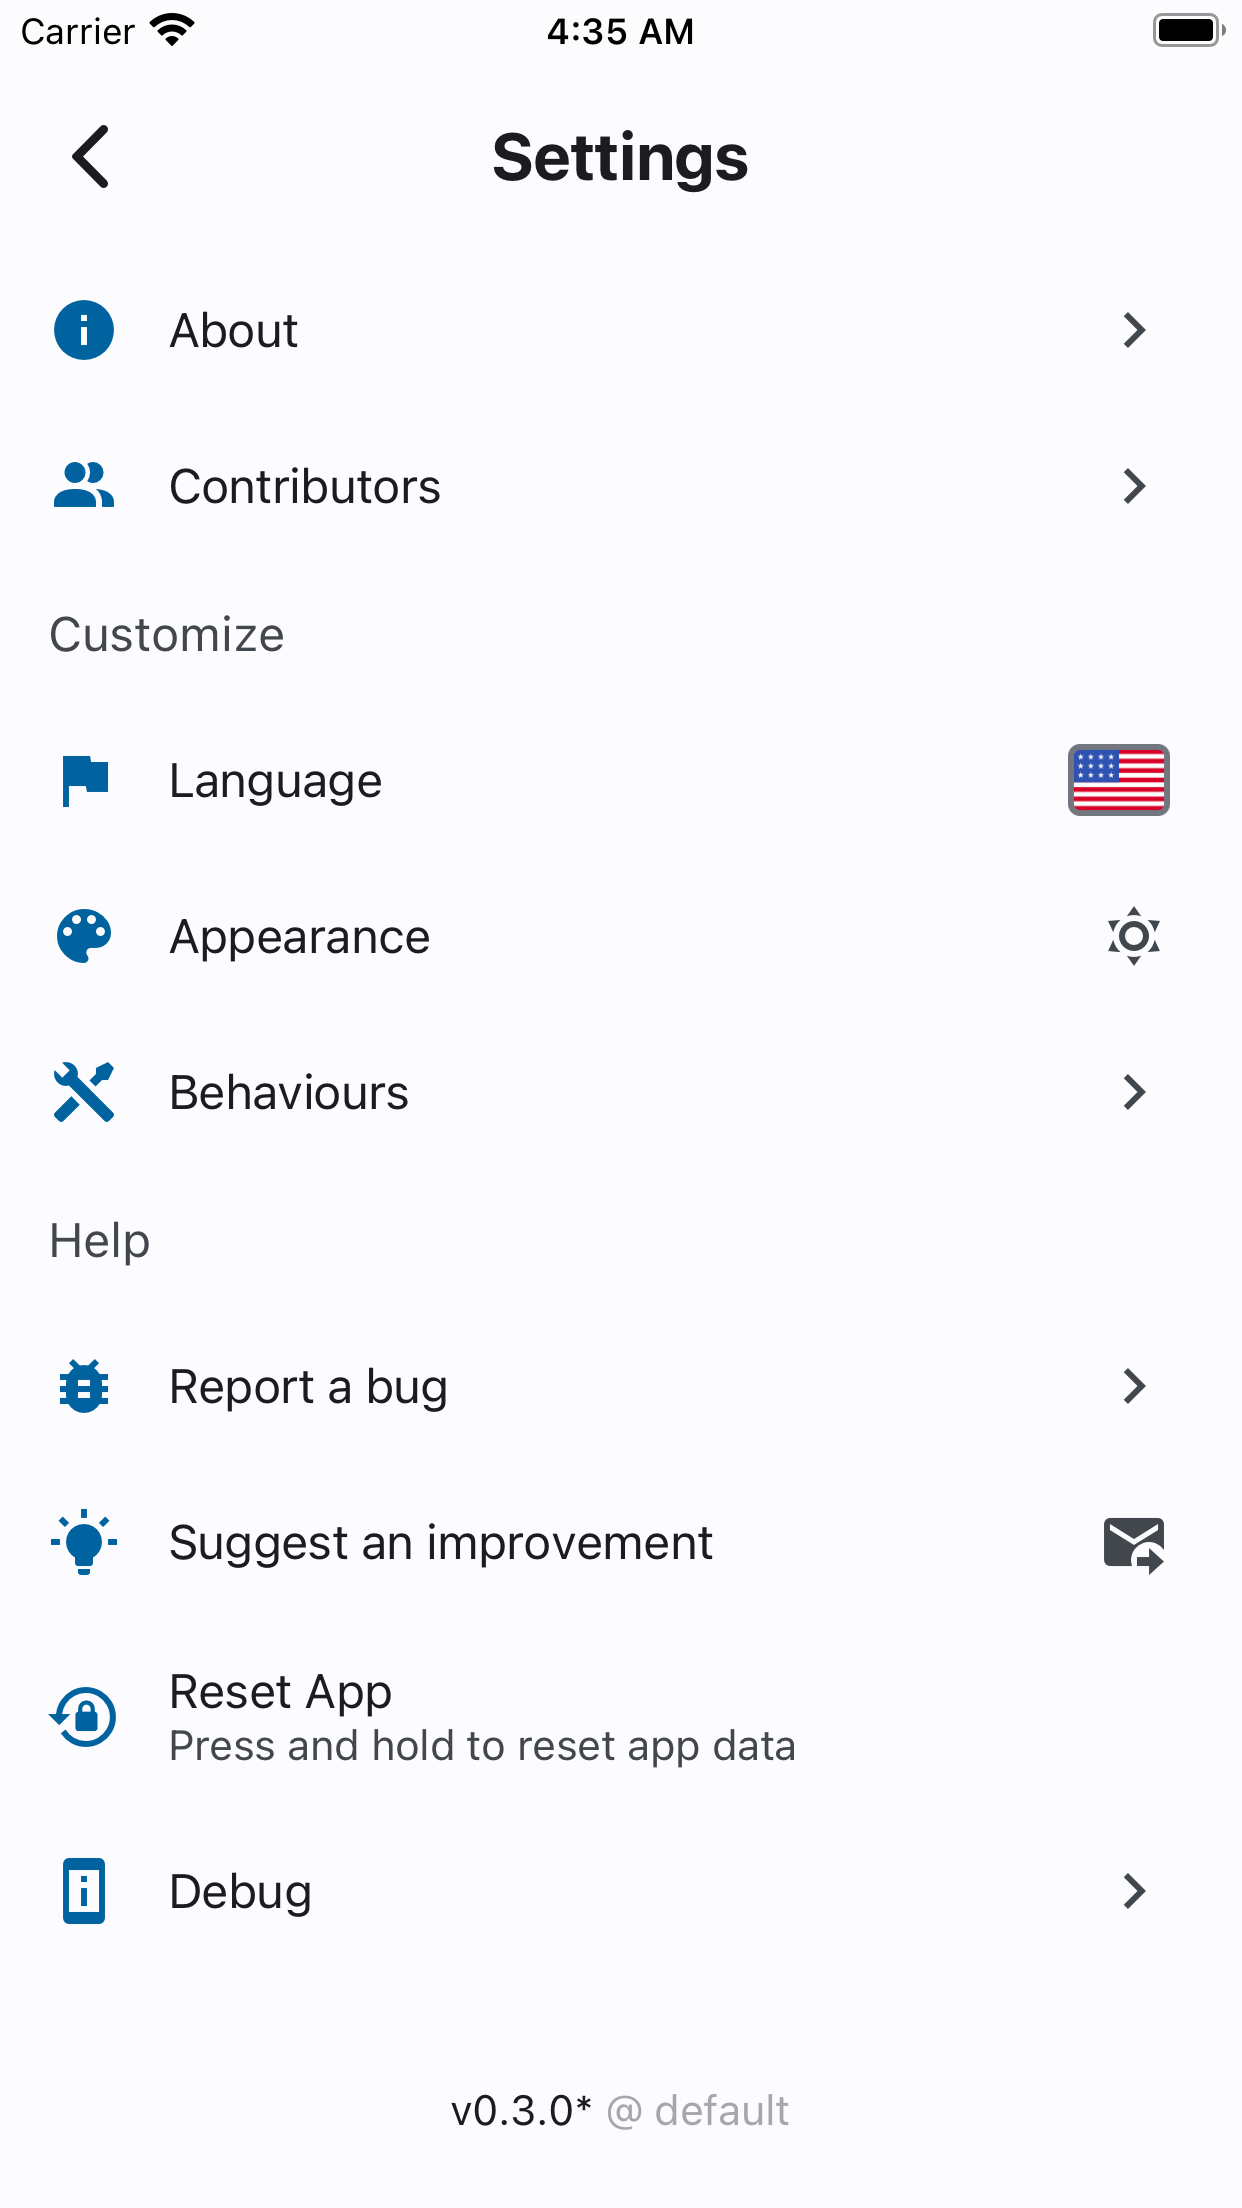 Carrier 4:35 AM
Settings
About
Contributors
Customize
Language
Appearance
Behaviours
Help
Report a bug
Suggest an improvement
Reset App
Press and hold to reset app data
Debug
v0.3.0* @ default